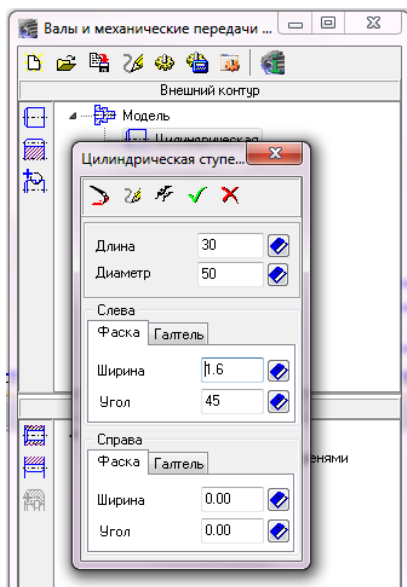 Валы и механические передачи ...
Внешний контур
Модель
Цилиндрическая
Цилиндрическая ступе...
Длина 30
Диаметр 50
Слева
Фаска Галтель
Ширина 1.6
Угол 45
Справа
Фаска Галтель
енями
Ширина 0.00
Угол 0.00